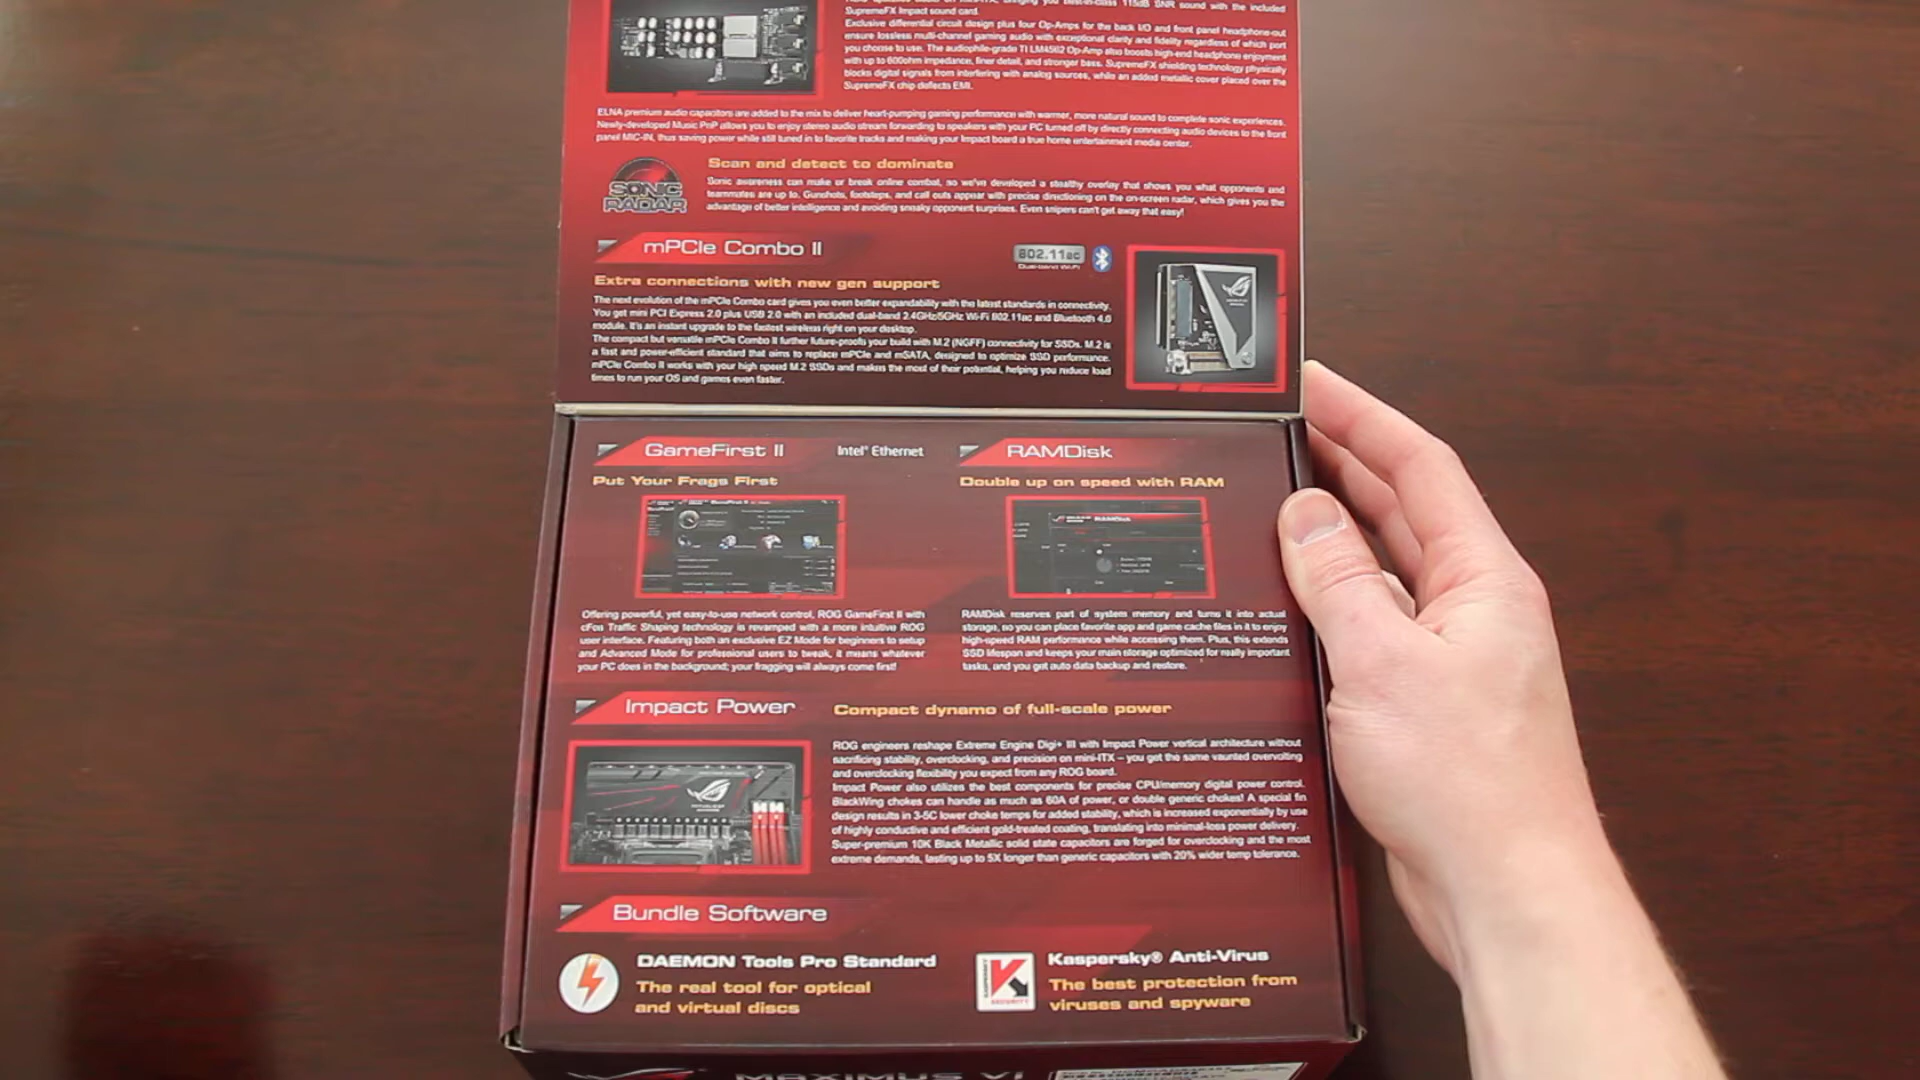 SupremeFX Impact sound card.
Exclusive differential circuit design plus four Op-Amps for the back I/O and front panel headphone-out
ensure lossless multi-channel gaming audio with exceptional clarity and fidelity regardless of which port
you choose to use. The audiophile-grade TI LM4562 Op-Amp also boosts high-end headphone enjoyment
with up to 600ohm impedance, finer detail, and stronger bass. SupremeFX shielding technology physically
blocks digital signals from interfering with analog sources, while an added metallic cover placed over the
SupremeFX chip deflects EMI.
ELNA premium audio capacitors are added to the mix to deliver heart-pumping gaming performance with warmer, more natural sound to complete sonic experiences.
Newly-developed Music PnP allows you to enjoy stereo audio stream forwarding to speakers with your PC turned off by directly connecting audio devices to the front
panel MIC-IN, thus saving power while still tuned in to favorite tracks and making your Impact board a true home entertainment media center.
SONIC
RADAR
Scan and detect to dominate
Sonic awareness can make or break online combat, so we've developed a stealthy overlay that shows you what opponents and
teammates are up to. Gunshots, footsteps, and call outs appear with precise directioning on the on-screen radar, which gives you the
advantage of better intelligence and avoiding sneaky opponent surprises. Even snipers can't get away that easy!
mPCIe Combo II
802.11ac
Dual-band Wi-Fi
Extra connections with new gen support
The next evolution of the mPCIe Combo card gives you even better expandability with the latest standards in connectivity.
You get mini PCI Express 2.0 plus USB 2.0 with an included dual-band 2.4GHz/5GHz Wi-Fi 802.11ac and Bluetooth 4.0
module. It's an instant upgrade to the fastest wireless right on your desktop.
The compact but versatile mPCIe Combo II further future-proofs your build with M.2 (NGFF) connectivity for SSDs. M.2 is
a fast and power-efficient standard that aims to replace mPCIe and mSATA, designed to optimize SSD performance.
mPCIe Combo II works with your high speed M.2 SSDs and makes the most of their potential, helping you reduce load
times to run your OS and games even faster.
GameFirst II
Intel® Ethernet
Put Your Frags First
Offering powerful, yet easy-to-use network control, ROG GameFirst II with
cFos Traffic Shaping technology is revamped with a more intuitive ROG
user interface. Featuring both an exclusive EZ Mode for beginners to setup
and Advanced Mode for professional users to tweak, it means whatever
your PC does in the background; your fragging will always come first!
RAMDisk
Double up on speed with RAM
RAMDisk
RAMDisk reserves part of system memory and turns it into actual
storage, so you can place favorite app and game cache files in it to enjoy
high-speed RAM performance while accessing them. Plus, this extends
SSD lifespan and keeps your main storage optimized for really important
tasks, and you get auto data backup and restore.
Impact Power
Compact dynamo of full-scale power
ROG engineers reshape Extreme Engine Digi+ III with Impact Power vertical architecture without
sacrificing stability, overclocking, and precision on mini-ITX – you get the same vaunted overvolting
and overclocking flexibility you expect from any ROG board.
Impact Power also utilizes the best components for precise CPU/memory digital power control.
BlackWing chokes can handle as much as 60A of power, or double generic chokes! A special fin
design results in 3-5C lower choke temps for added stability, which is increased exponentially by use
of highly conductive and efficient gold-treated coating, translating into minimal-loss power delivery.
Super-premium 10K Black Metallic solid state capacitors are forged for overclocking and the most
extreme demands, lasting up to 5X longer than generic capacitors with 20% wider temp tolerance.
Bundle Software
DAEMON Tools Pro Standard
The real tool for optical
and virtual discs
Kaspersky® Anti-Virus
The best protection from
viruses and spyware
MAXIMUS VI